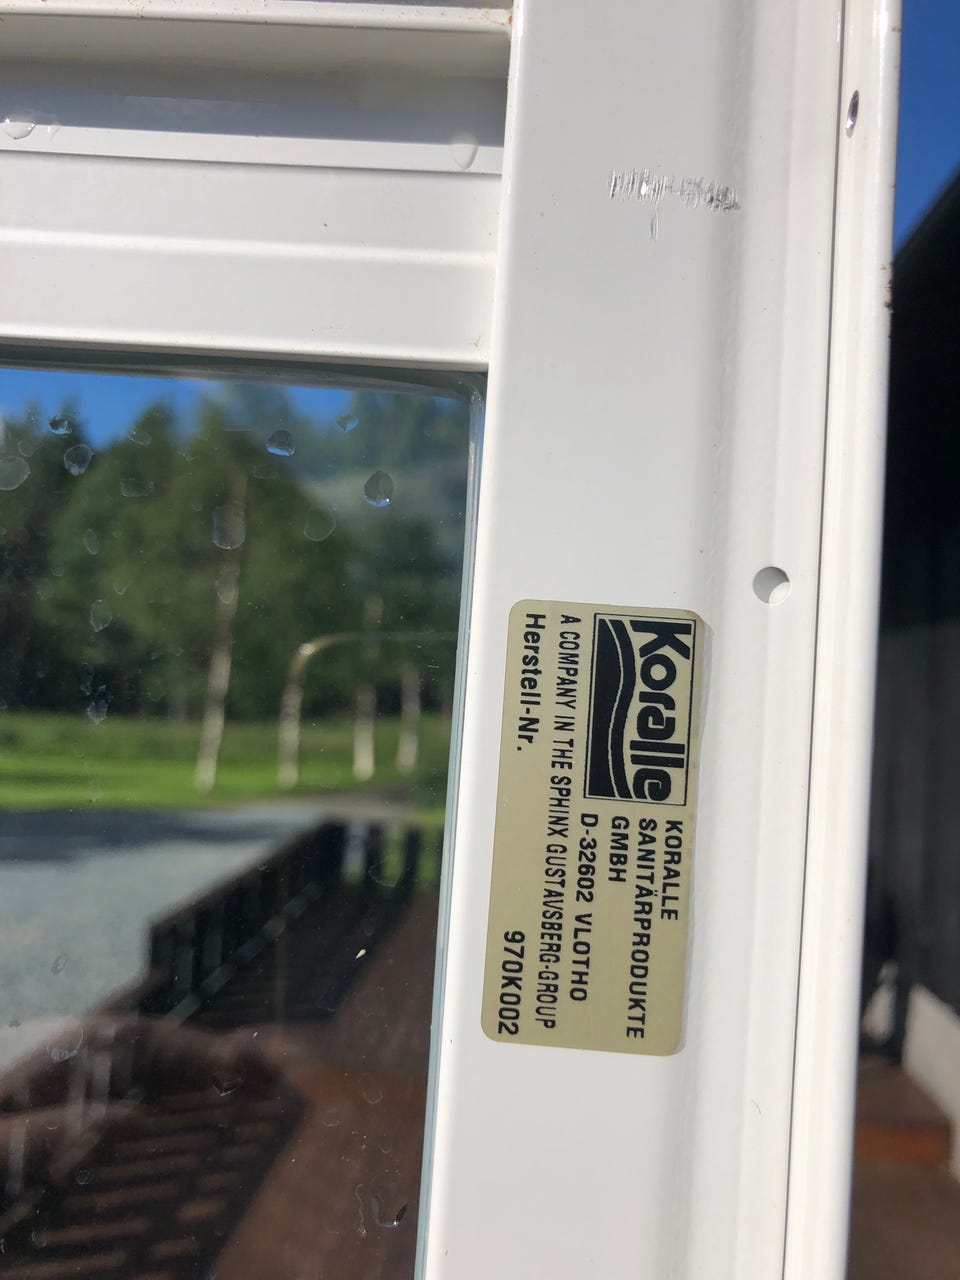 Koralle
KORALLE
SANITÄRPRODUKTE
GMBH
D-32602 VLOTHO
A COMPANY IN THE SPHINX GUSTAVSBERG-GROUP
Herstell-Nr. 970K002